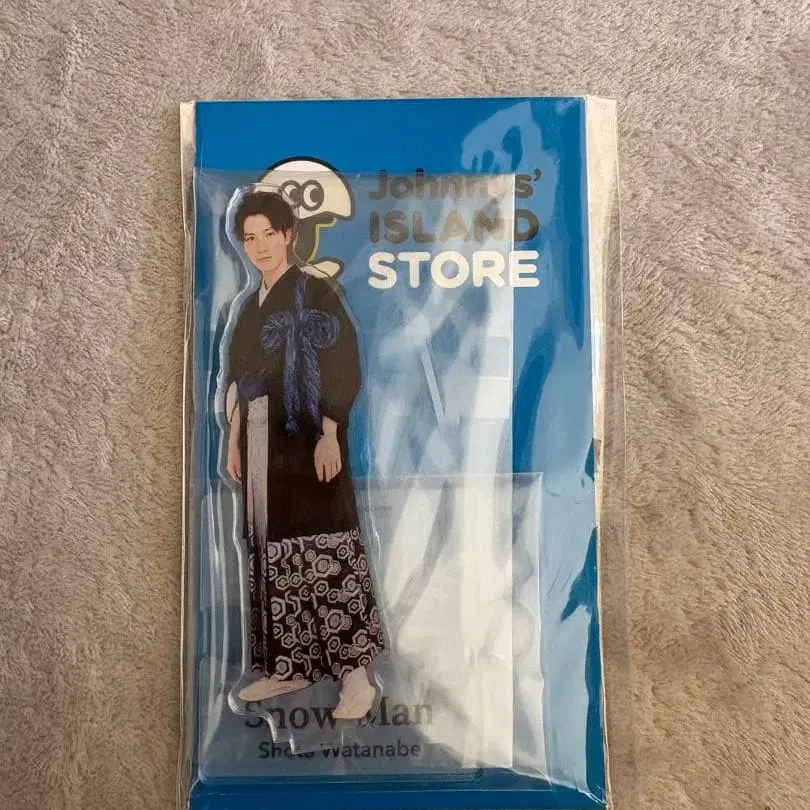 Johnnys'
ISLAND
STORE
Snow Man
Shota Watanabe